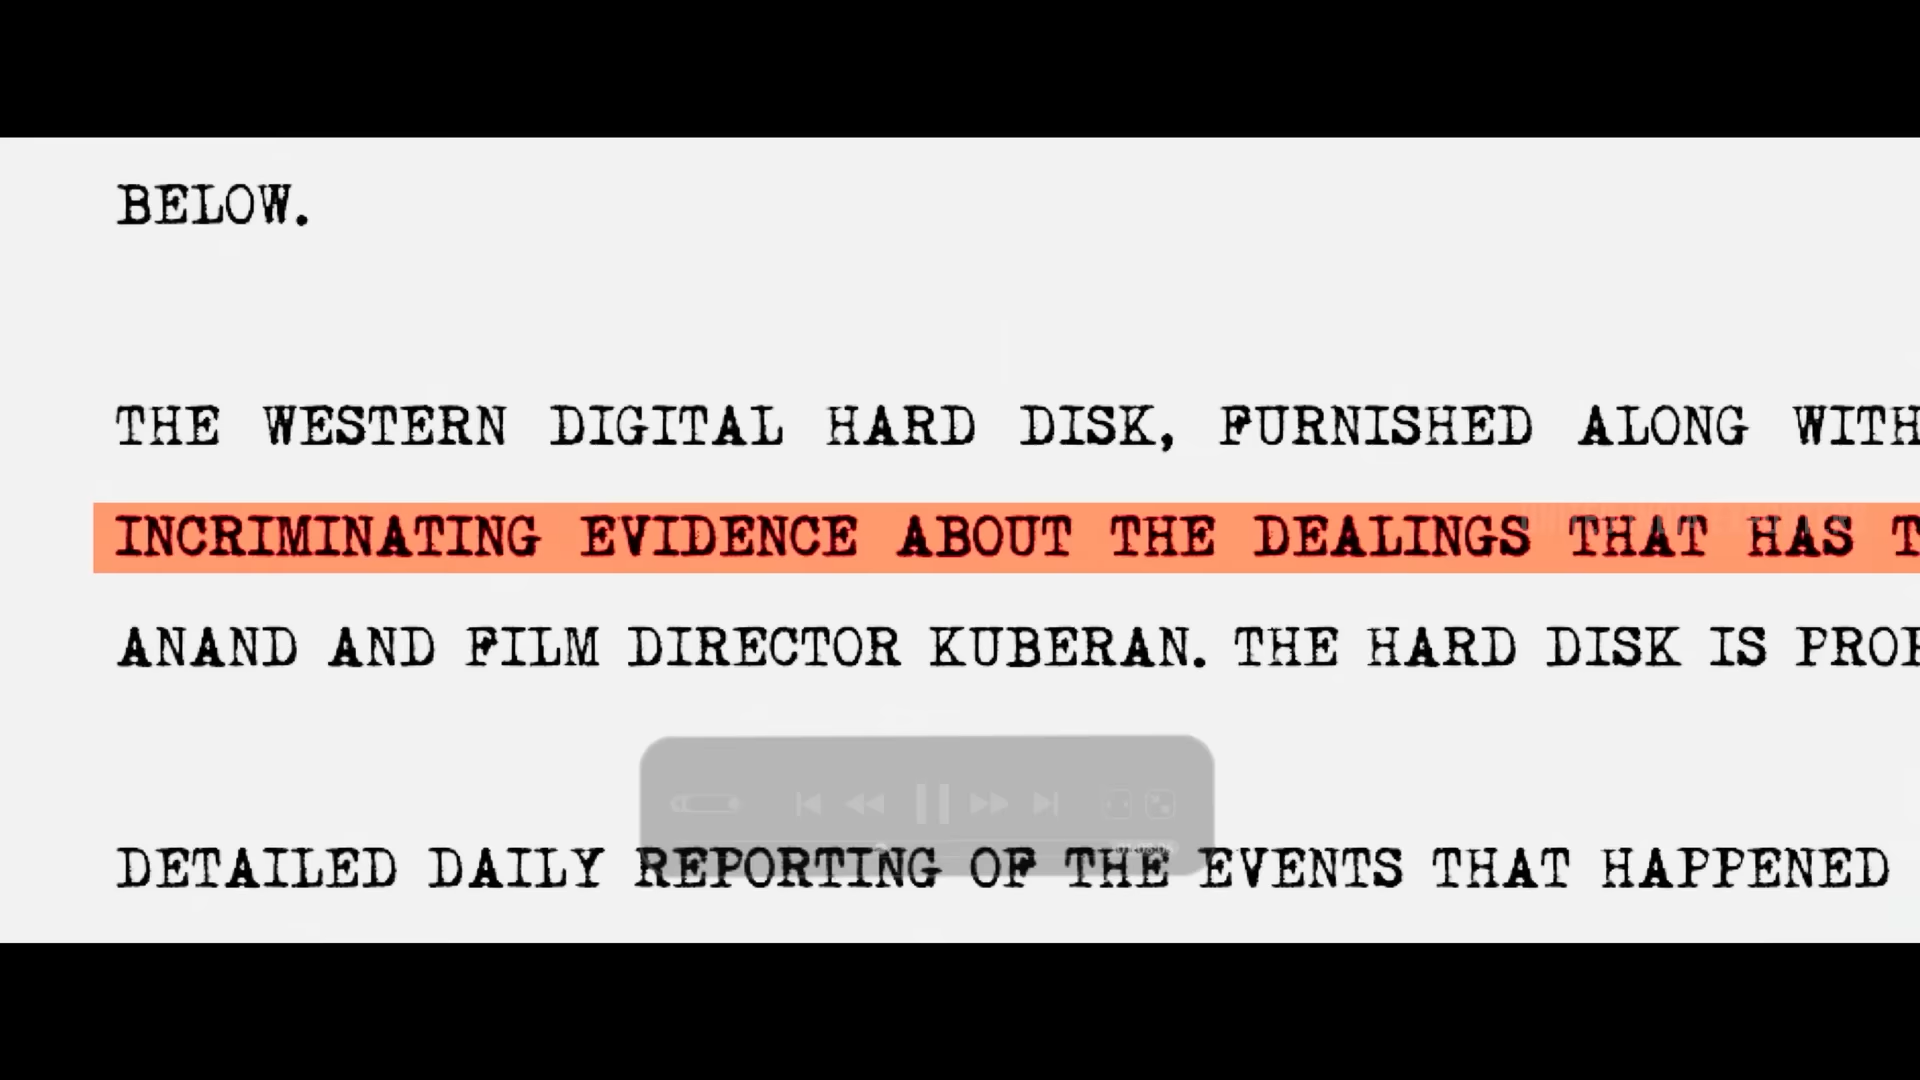 BELOW.
THE WESTERN DIGITAL HARD DISK, FURNISHED ALONG WITH
INCRIMINATING EVIDENCE ABOUT THE DEALINGS THAT HAS
ANAND AND FILM DIRECTOR KUBERAN. THE HARD DISK IS
DETAILED DAILY REPORTING OF THE EVENTS THAT HAPPENED